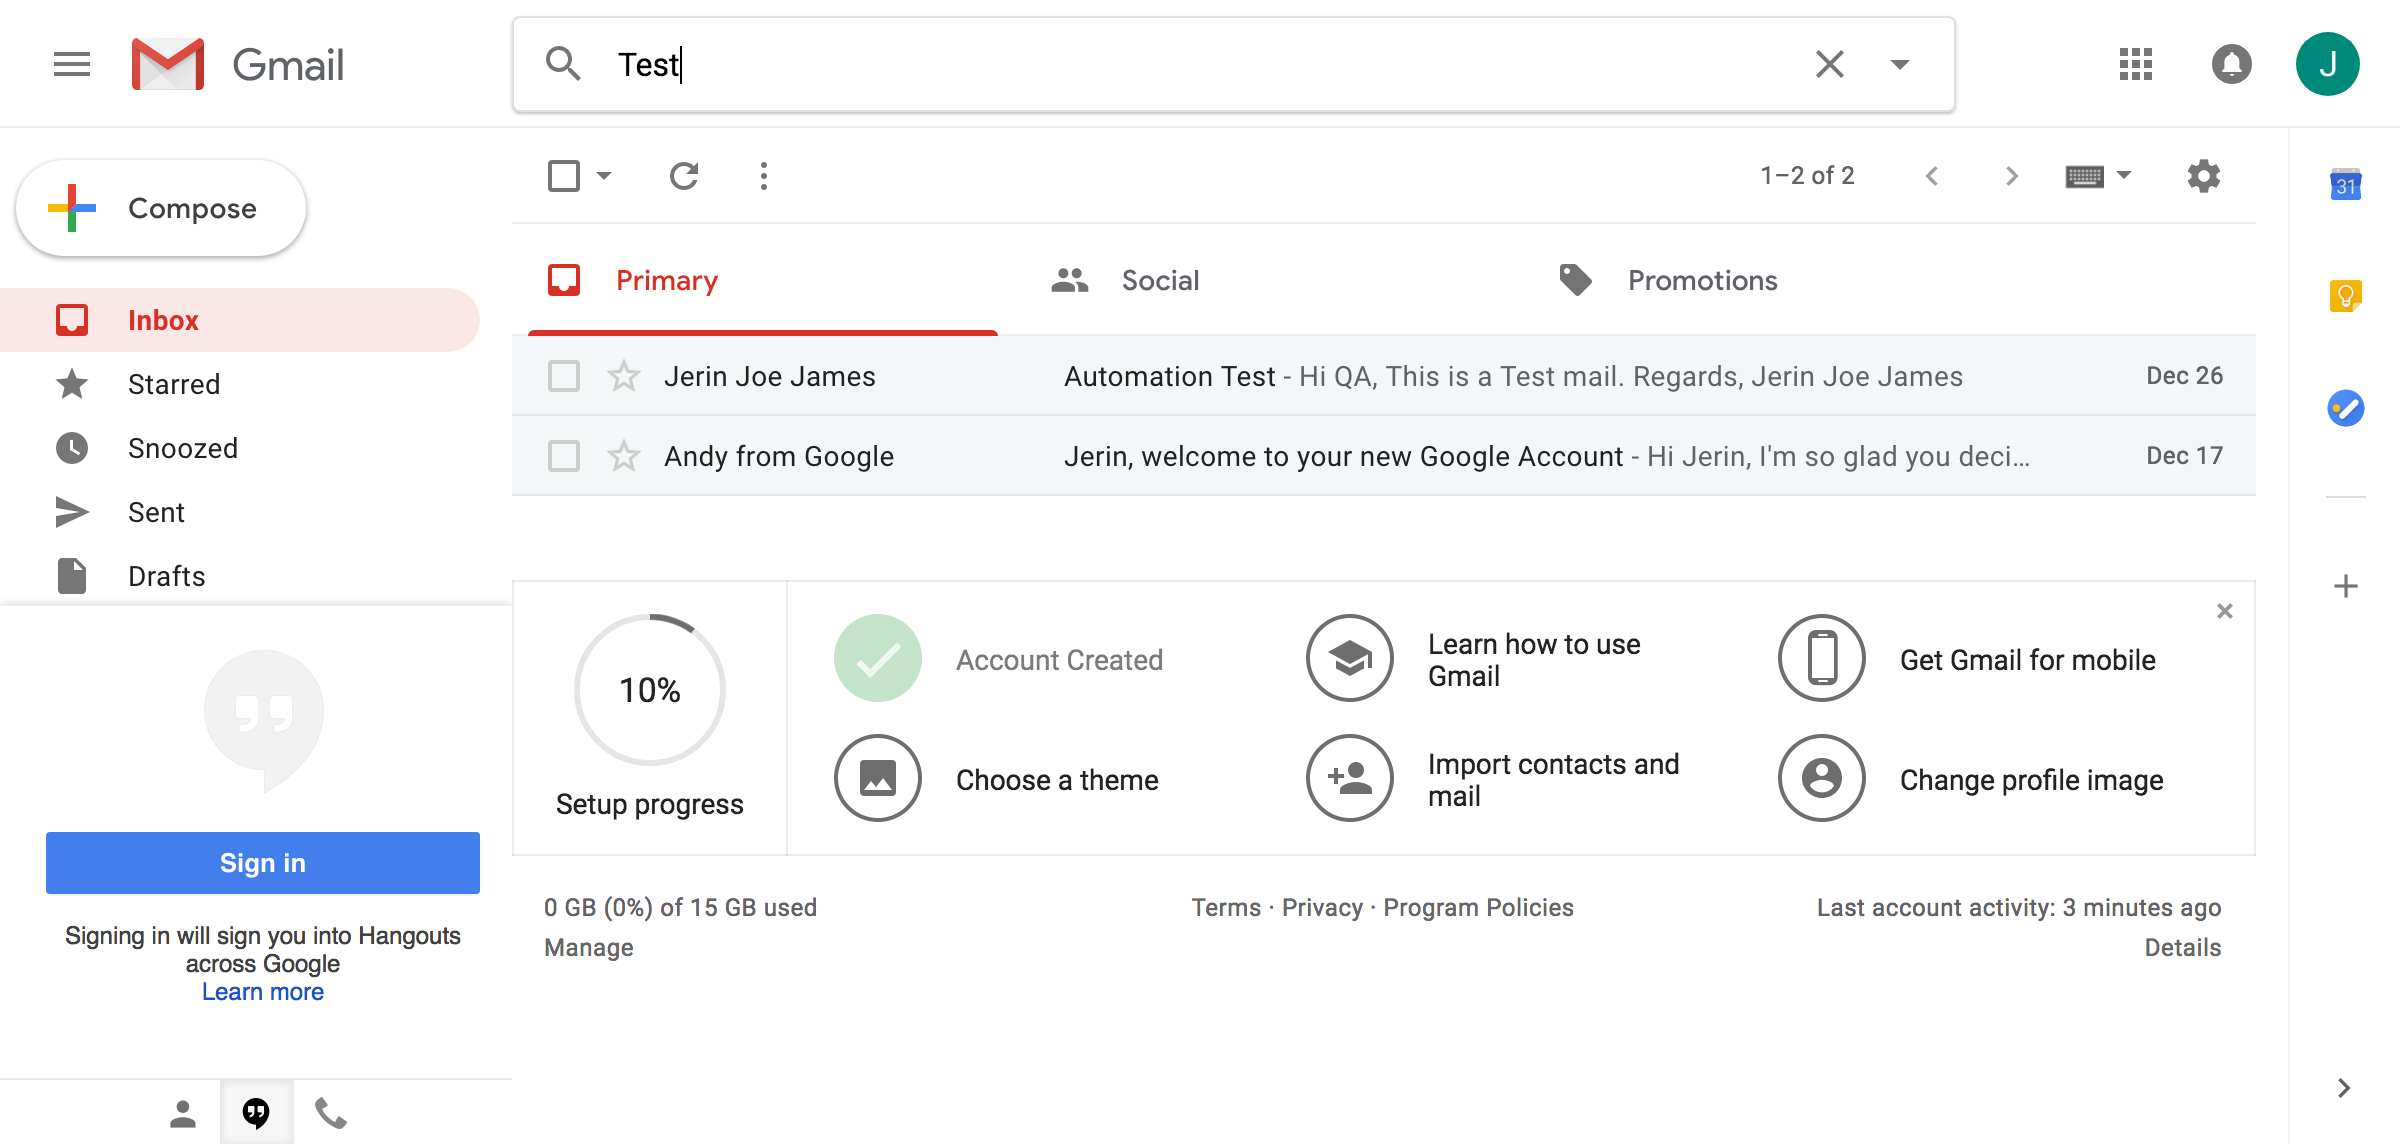 Gmail
Test
J
Compose
1–2 of 2
31
Primary
Social
Promotions
Inbox
Starred
Snoozed
Sent
Drafts
Jerin Joe James
Automation Test - Hi QA, This is a Test mail. Regards, Jerin Joe James
Dec 26
Andy from Google
Jerin, welcome to your new Google Account - Hi Jerin, I'm so glad you deci...
Dec 17
10%
Setup progress
Account Created
Learn how to use
Gmail
Get Gmail for mobile
Choose a theme
Import contacts and
mail
Change profile image
Sign in
Signing in will sign you into Hangouts
across Google
Learn more
0 GB (0%) of 15 GB used
Manage
Terms · Privacy · Program Policies
Last account activity: 3 minutes ago
Details